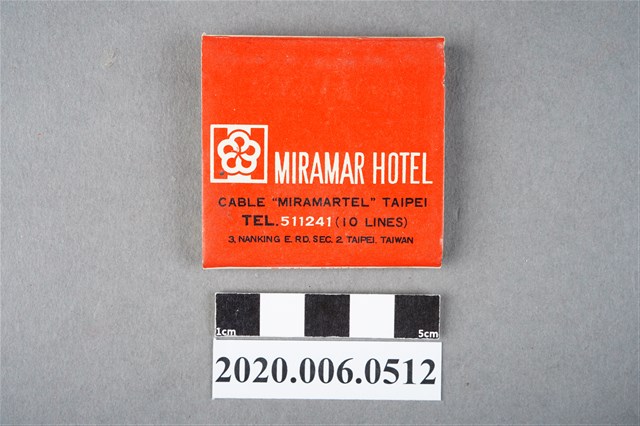 MIRAMAR HOTEL
CABLE "MIRAMARTEL" TAIPEI
TEL.511241(10 LINES)
3, NANKING E. RD. SEC. 2, TAIPEI, TAIWAN
1cm 5cm
2020.006.0512